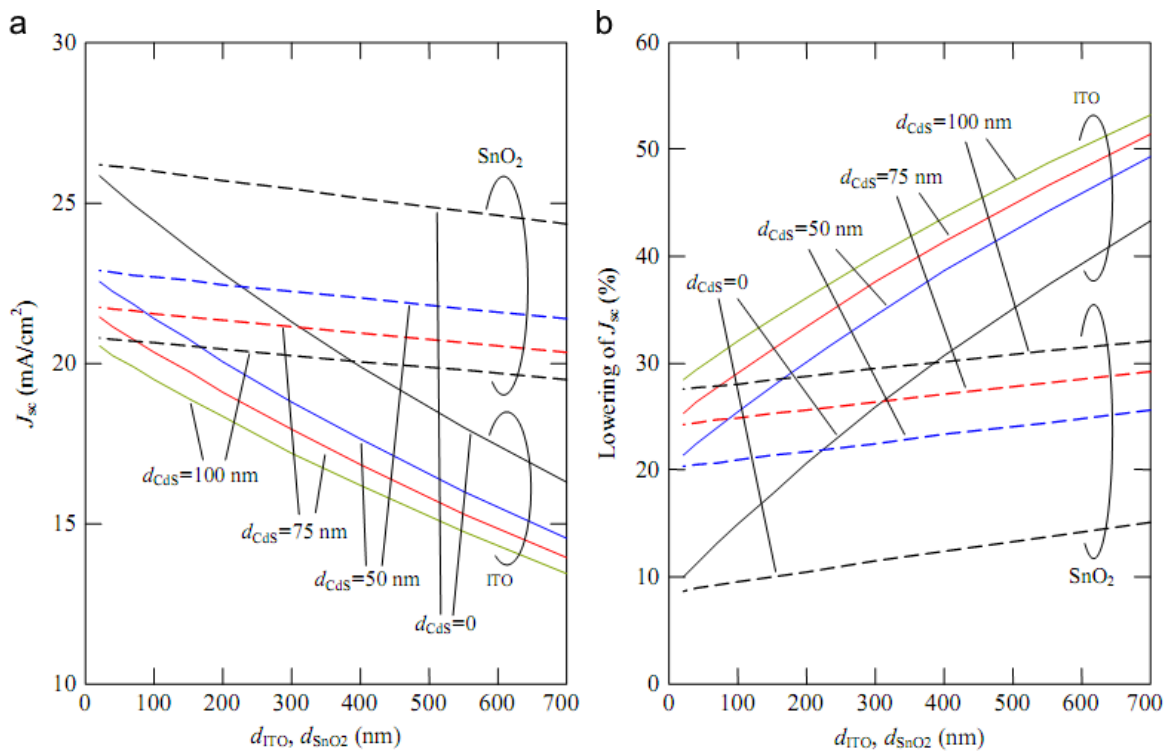 a
30
25
20
15
10
J_sc (mA/cm²)
SnO₂
d_CdS=100 nm
d_CdS=75 nm
d_CdS=50 nm
d_CdS=0
ITO
0 100 200 300 400 500 600 700
d_ITO, d_SnO2 (nm)
b
60
50
40
30
20
10
0
Lowering of J_sc (%)
ITO
d_CdS=100 nm
d_CdS=75 nm
d_CdS=50 nm
d_CdS=0
SnO₂
0 100 200 300 400 500 600 700
d_ITO, d_SnO2 (nm)